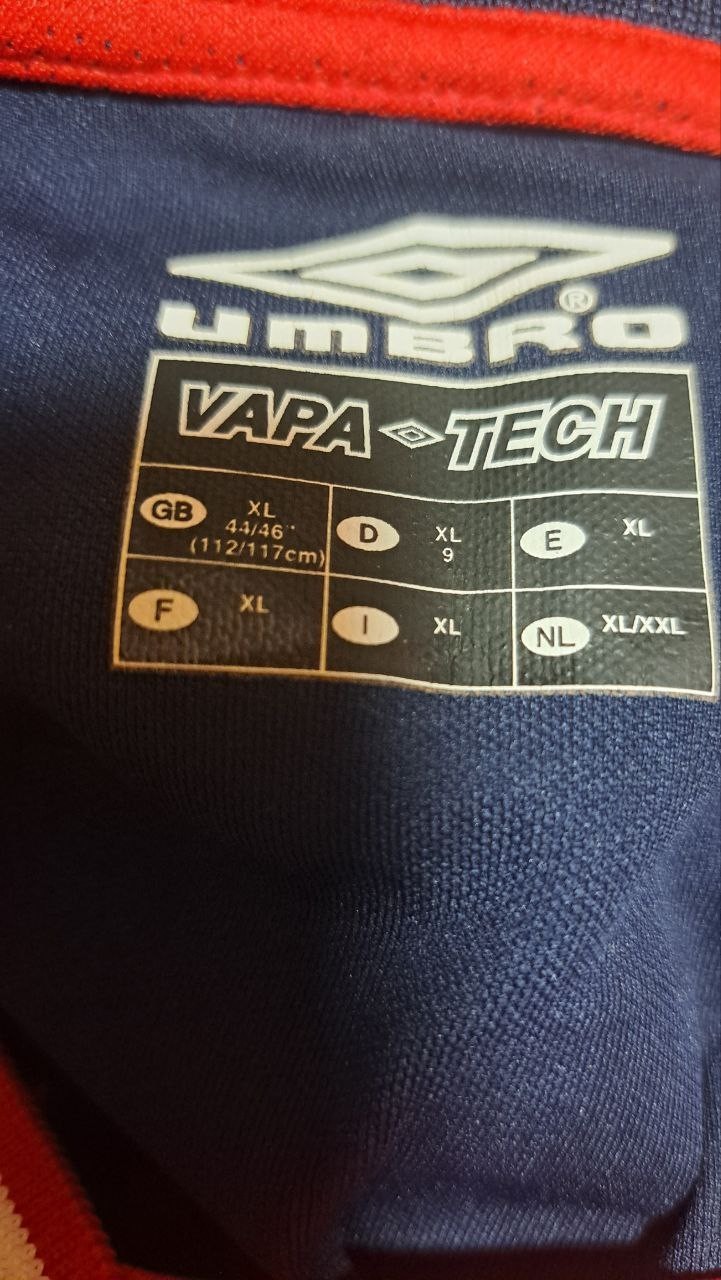 UMBRO®
VAPA TECH
GB XL
44/46"
(112/117cm)
D XL
9
E XL
F XL
I XL
NL XL/XXL